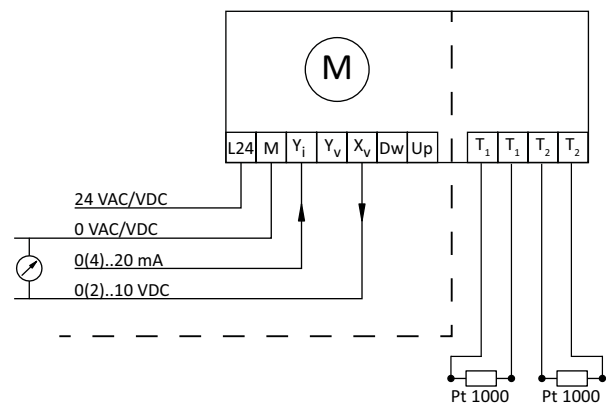 M
L24 M Yi Yv Xv Dw Up T1 T1 T2 T2
24 VAC/VDC
0 VAC/VDC
0(4)..20 mA
0(2)..10 VDC
Pt 1000 Pt 1000